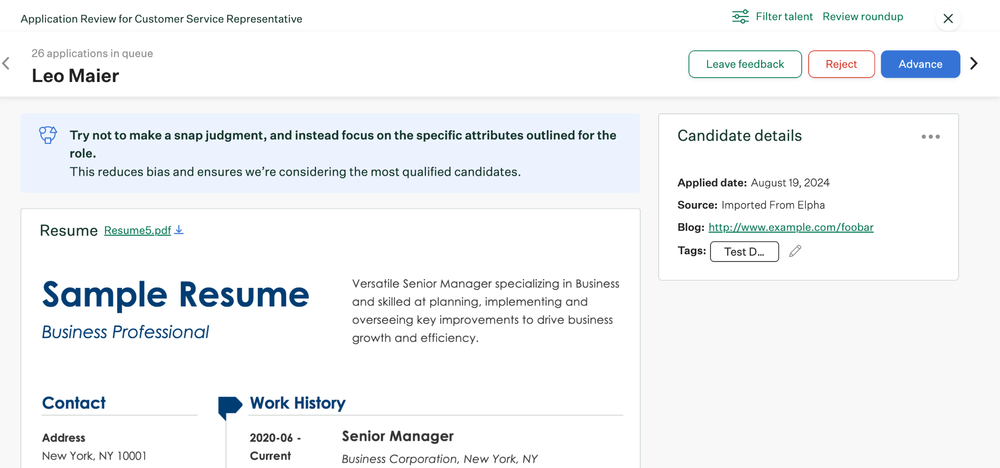 Application Review for Customer Service Representative
Filter talent
Review roundup
26 applications in queue
Leo Maier
Leave feedback
Reject
Advance
Try not to make a snap judgment, and instead focus on the specific attributes outlined for the
role.
This reduces bias and ensures we’re considering the most qualified candidates.
Candidate details
Applied date: August 19, 2024
Source: Imported From Elpha
Blog: http://www.example.com/foobar
Tags: Test D...
Resume Resume5.pdf
Sample Resume
Business Professional
Versatile Senior Manager specializing in Business
and skilled at planning, implementing and
overseeing key improvements to drive business
growth and efficiency.
Contact
Address
New York, NY 10001
Work History
2020-06 -
Current
Senior Manager
Business Corporation, New York, NY